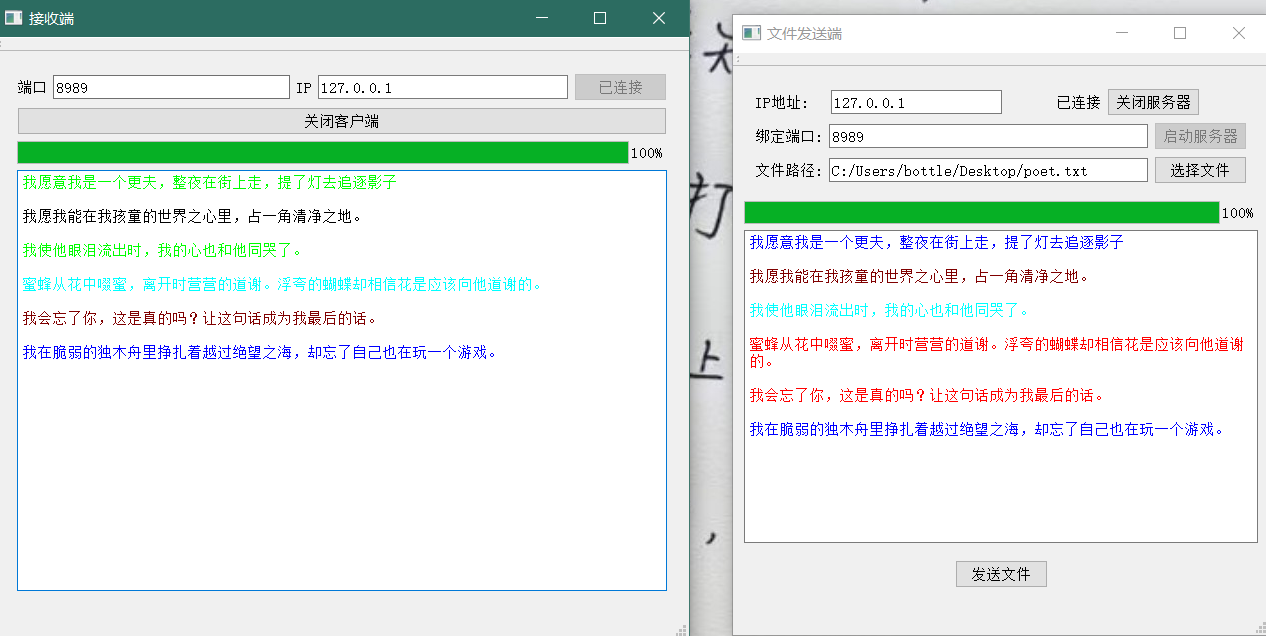 接收端
端口 8989 IP 127.0.0.1 已连接
关闭客户端
100%
我愿意我是一个更夫，整夜在街上走，提了灯去追逐影子
我愿我能在我孩童的世界之心里，占一角清净之地。
我使他眼泪流出时，我的心也和他同哭了。
蜜蜂从花中啜蜜，离开时营营的道谢。浮夸的蝴蝶却相信花是应该向他道谢的。
我会忘了你，这是真的吗？让这句话成为我最后的话。
我在脆弱的独木舟里挣扎着越过绝望之海，却忘了自己也在玩一个游戏。
打
上
，
文件发送端
IP地址： 127.0.0.1 已连接 关闭服务器
绑定端口： 8989 启动服务器
文件路径： C:/Users/bottle/Desktop/poet.txt 选择文件
100%
我愿意我是一个更夫，整夜在街上走，提了灯去追逐影子
我愿我能在我孩童的世界之心里，占一角清净之地。
我使他眼泪流出时，我的心也和他同哭了。
蜜蜂从花中啜蜜，离开时营营的道谢。浮夸的蝴蝶却相信花是应该向他道谢
的。
我会忘了你，这是真的吗？让这句话成为我最后的话。
我在脆弱的独木舟里挣扎着越过绝望之海，却忘了自己也在玩一个游戏。
发送文件